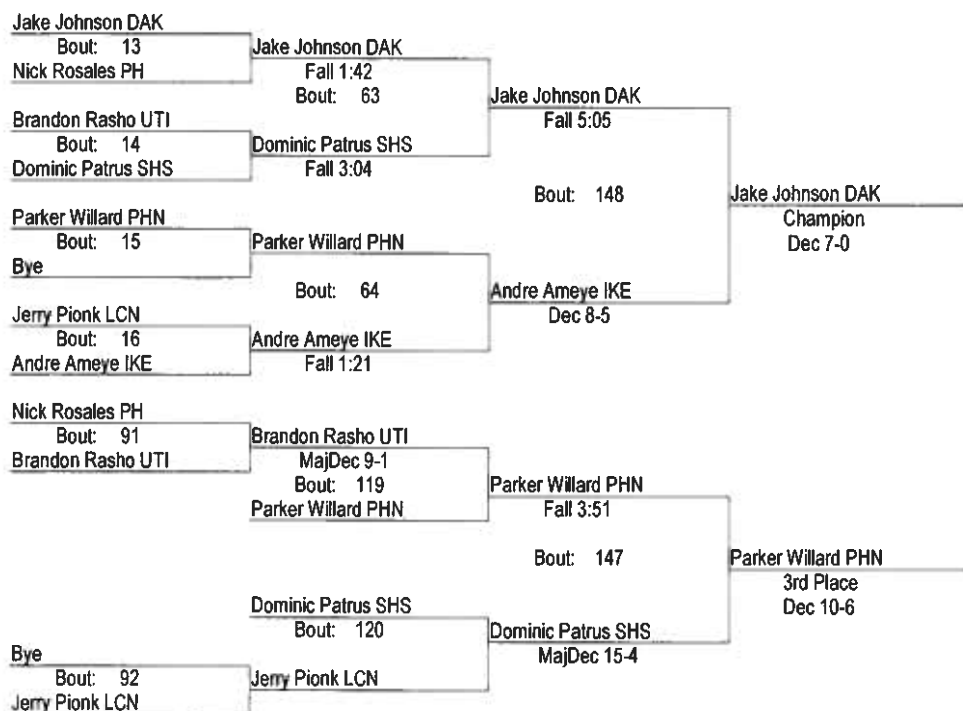 Jake Johnson DAK
Bout: 13
Nick Rosales PH
Jake Johnson DAK
Fall 1:42
Bout: 63
Brandon Rasho UTI
Bout: 14
Dominic Patrus SHS
Dominic Patrus SHS
Fall 3:04
Jake Johnson DAK
Fall 5:05
Bout: 148
Parker Willard PHN
Bout: 15
Bye
Parker Willard PHN
Bout: 64
Jerry Pionk LCN
Bout: 16
Andre Ameye IKE
Andre Ameye IKE
Fall 1:21
Andre Ameye IKE
Dec 8-5
Jake Johnson DAK
Champion
Dec 7-0
Nick Rosales PH
Bout: 91
Brandon Rasho UTI
Brandon Rasho UTI
MajDec 9-1
Bout: 119
Parker Willard PHN
Parker Willard PHN
Fall 3:51
Bout: 147
Dominic Patrus SHS
Bout: 120
Bye
Bout: 92
Jerry Pionk LCN
Jerry Pionk LCN
Dominic Patrus SHS
MajDec 15-4
Parker Willard PHN
3rd Place
Dec 10-6